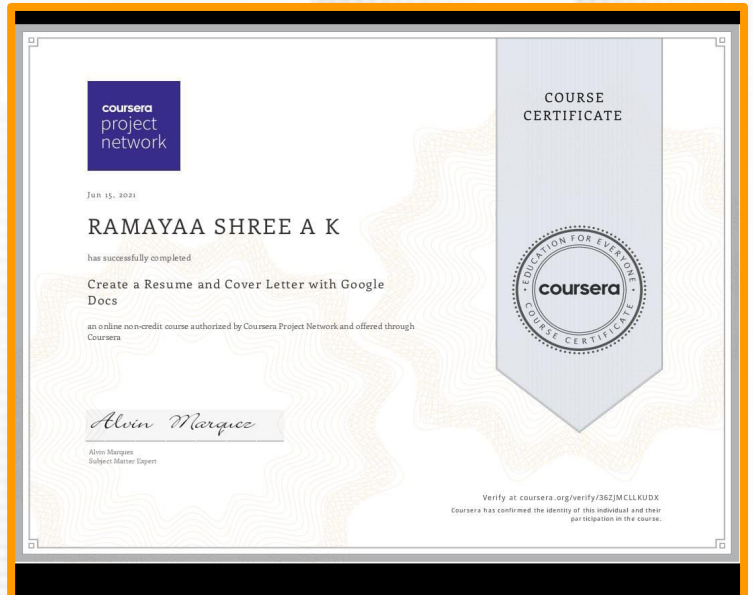 coursera
project
network
COURSE
CERTIFICATE
Jun 15, 2021
RAMAYAA SHREE A K
has successfully completed
Create a Resume and Cover Letter with Google
Docs
an online non-credit course authorized by Coursera Project Network and offered through
Coursera
EDUCATION FOR EVERYONE
coursera
COURSE CERTIFICATE
Alvin Marquez
Alvin Marques
Subject Matter Expert
Verify at coursera.org/verify/36ZJMCLLKUDX
Coursera has confirmed the identity of this individual and their
participation in the course.